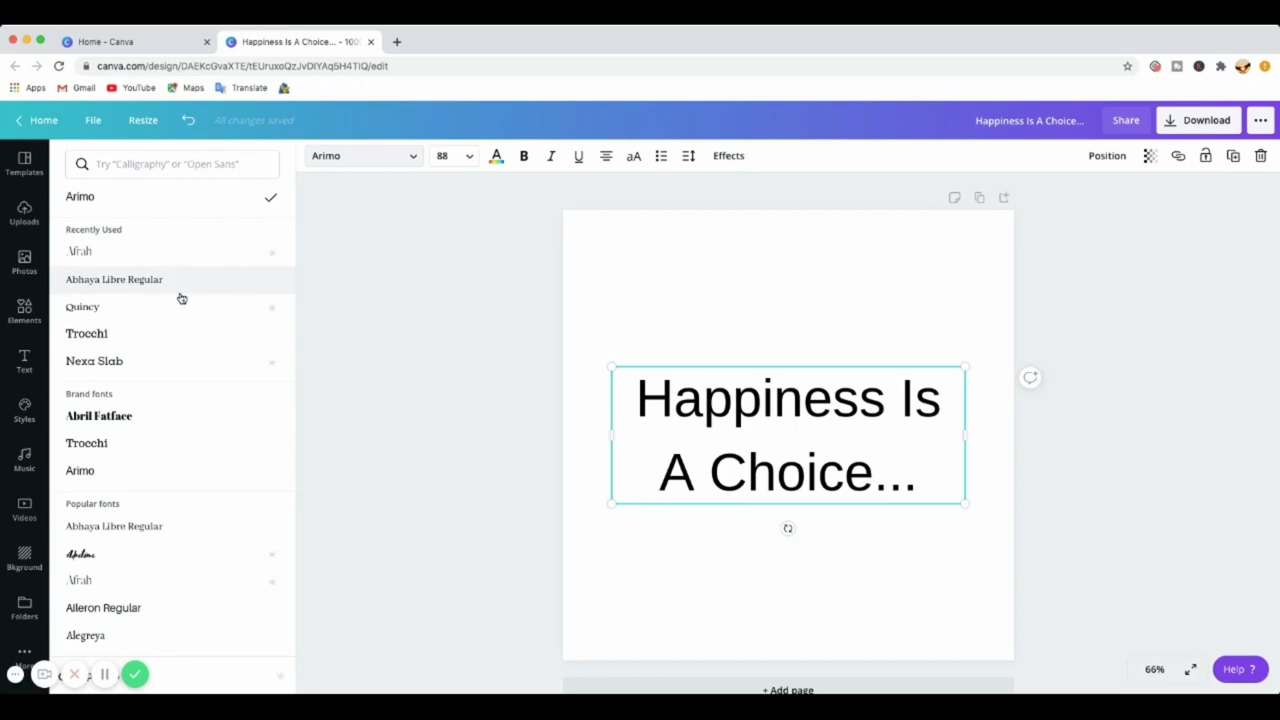 Home - Canva
Happiness Is A Choice... - 100
canva.com/design/DAEKcGvaXTE/tEUruxoQzJvDIYAq5H4TIQ/edit
Apps Gmail YouTube Maps Translate
Home File Resize All changes saved Happiness Is A Choice... Share Download
Try "Calligraphy" or "Open Sans"
Arimo 88 B I U aA Effects Position
Templates
Uploads
Photos
Elements
Text
Styles
Music
Videos
Bkground
Folders
More
Arimo
Recently Used
Afrah
Abhaya Libre Regular
Quincy
Trocchi
Nexa Slab
Brand fonts
Abril Fatface
Trocchi
Arimo
Popular fonts
Abhaya Libre Regular
Afrah
Aileron Regular
Alegreya
Happiness Is
A Choice...
66%
Help ?
+ Add page